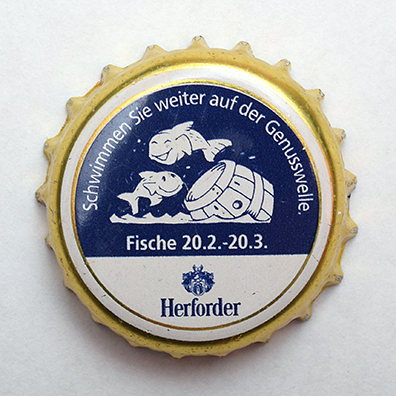 Schwimmen Sie weiter auf der Genusswelle.
Fische 20.2.-20.3.
Herforder